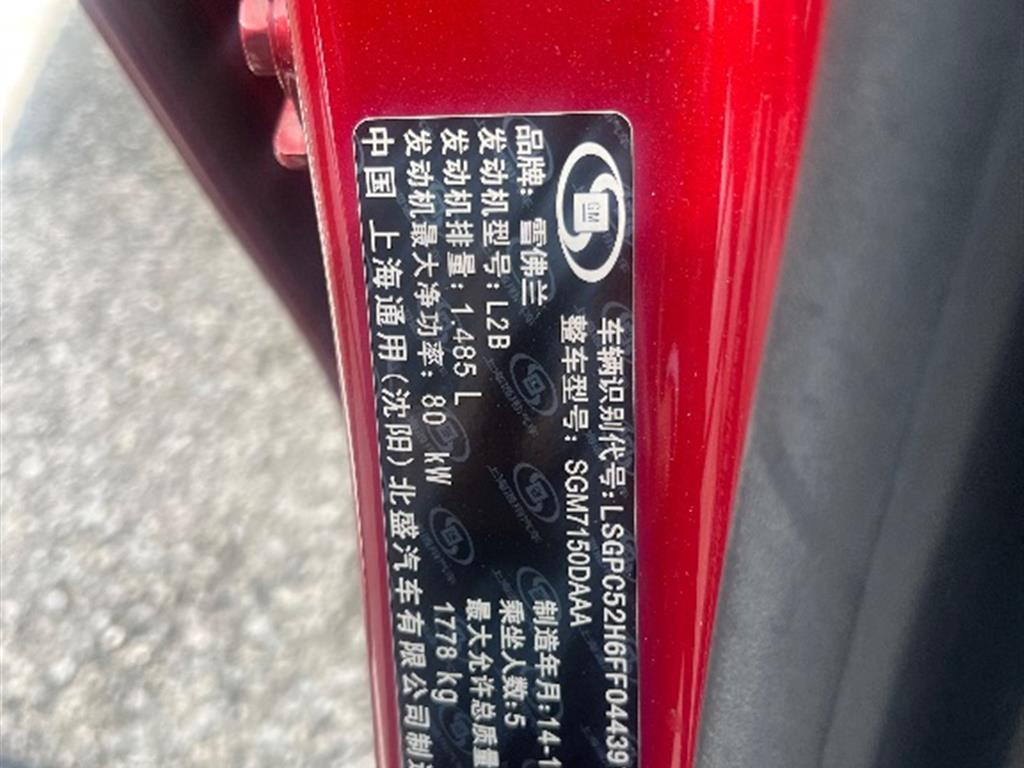 GM
车辆识别代号:LSGPC52H6FF04439
整车型号: SGM7150DAAA
品牌: 雪佛兰
制造年月:14-1
发动机型号:L2B
乘坐人数:5
发动机排量:1.485 L
最大允许总质量
发动机最大净功率: 80 kW
1778 kg
中国 上海通用(沈阳)北盛汽车有限公司制造